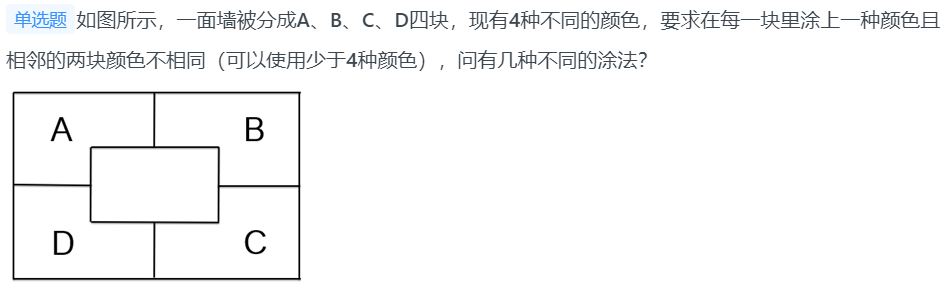 单选题 如图所示，一面墙被分成A、B、C、D四块，现有4种不同的颜色，要求在每一块里涂上一种颜色且
相邻的两块颜色不相同（可以使用少于4种颜色），问有几种不同的涂法？
A B
D C